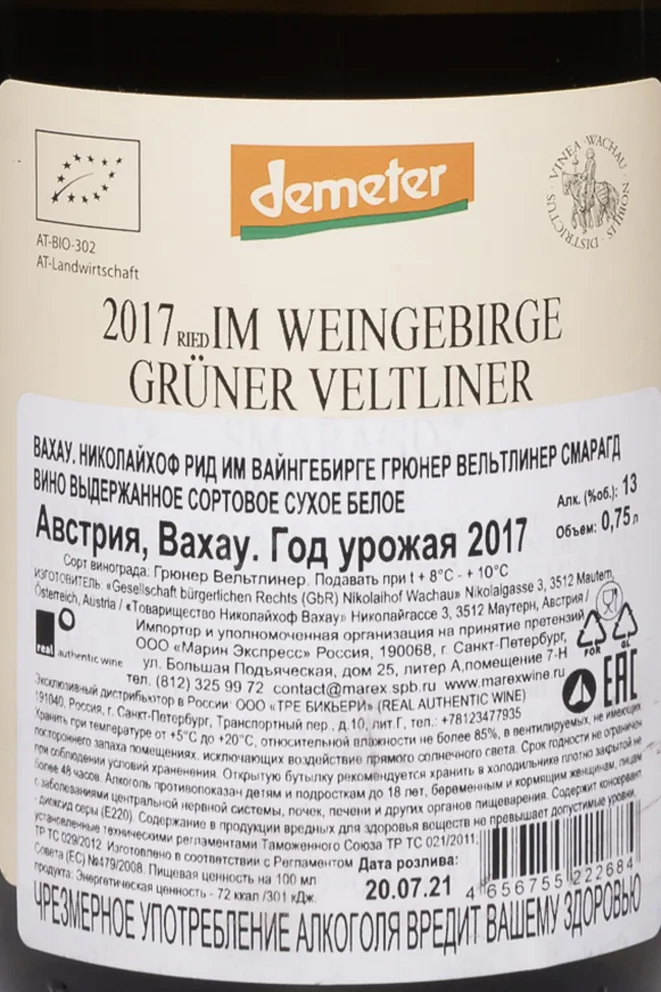 AT-BIO-302
AT-Landwirtschaft
demeter
VINEA WACHAU NOBILIS DISTRICTUS
2017 RIED IM WEINGEBIRGE
GRÜNER VELTLINER
ВАХАУ. НИКОЛАЙХОФ РИД ИМ ВАЙНГЕБИРГЕ ГРЮНЕР ВЕЛЬТЛИНЕР СМАРАГД
ВИНО ВЫДЕРЖАННОЕ СОРТОВОЕ СУХОЕ БЕЛОЕ
Алк. (%об.): 13
Австрия, Вахау. Год урожая 2017
Объем: 0,75 л
Сорт винограда: Грюнер Вельтлинер. Подавать при t + 8°C - + 10°C
ИЗГОТОВИТЕЛЬ: «Gesellschaft bürgerlichen Rechts (GbR) Nikolaihof Wachau» Nikolaigasse 3, 3512 Mautern,
Österreich, Austria / «Товарищество Николайхоф Вахау» Николайгассе 3, 3512 Маутерн, Австрия /
real authentic wine
Импортер и уполномоченная организация на принятие претензий
ООО «Марин Экспресс» Россия, 190068, г. Санкт-Петербург,
ул. Большая Подъяческая, дом 25, литер А,помещение 7-Н
тел. (812) 325 99 72 contact@marex.spb.ru www.marexwine.ru
FOR
GL
EAC
Эксклюзивный дистрибьютор в России: ООО «ТРЕ БИКЬЕРИ» (REAL AUTHENTIC WINE)
191040, Россия, г. Санкт-Петербург, Транспортный пер., д.10, лит.Г, тел.: +78123477935
Хранить при температуре от +5°C до +20°C, относительной влажности не более 85%, в вентилируемых, не имеющих
постороннего запаха помещениях, исключающих воздействие прямого солнечного света. Срок годности не ограничен
при соблюдении условий хранения. Открытую бутылку рекомендуется хранить в холодильнике плотно закрытой не
более 48 часов. Алкоголь противопоказан детям и подросткам до 18 лет, беременным и кормящим женщинам, лицам
с заболеваниями центральной нервной системы, почек, печени и других органов пищеварения. Содержит консервант
- диоксид серы (E220). Содержание в продукции вредных для здоровья веществ не превышает допустимые уровни,
установленные техническими регламентами Таможенного Союза ТР ТС 021/2011,
ТР ТС 029/2012. Изготовлено в соответствии с Регламентом
Совета (ЕС) №479/2008. Пищевая ценность на 100 мл
продукта: Энергетическая ценность - 72 ккал /301 кДж.
Дата розлива:
20.07.21
4 656755 222684
ЧРЕЗМЕРНОЕ УПОТРЕБЛЕНИЕ АЛКОГОЛЯ ВРЕДИТ ВАШЕМУ ЗДОРОВЬЮ